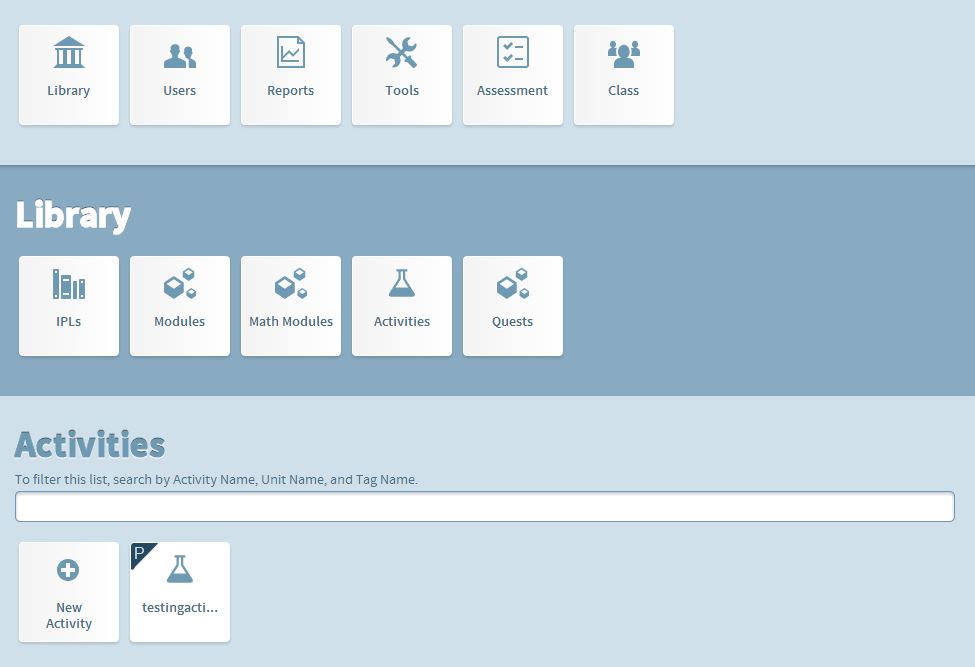 Library
Users
Reports
Tools
Assessment
Class
Library
IPLs
Modules
Math Modules
Activities
Quests
Activities
To filter this list, search by Activity Name, Unit Name, and Tag Name.
P
New
Activity
testingacti...